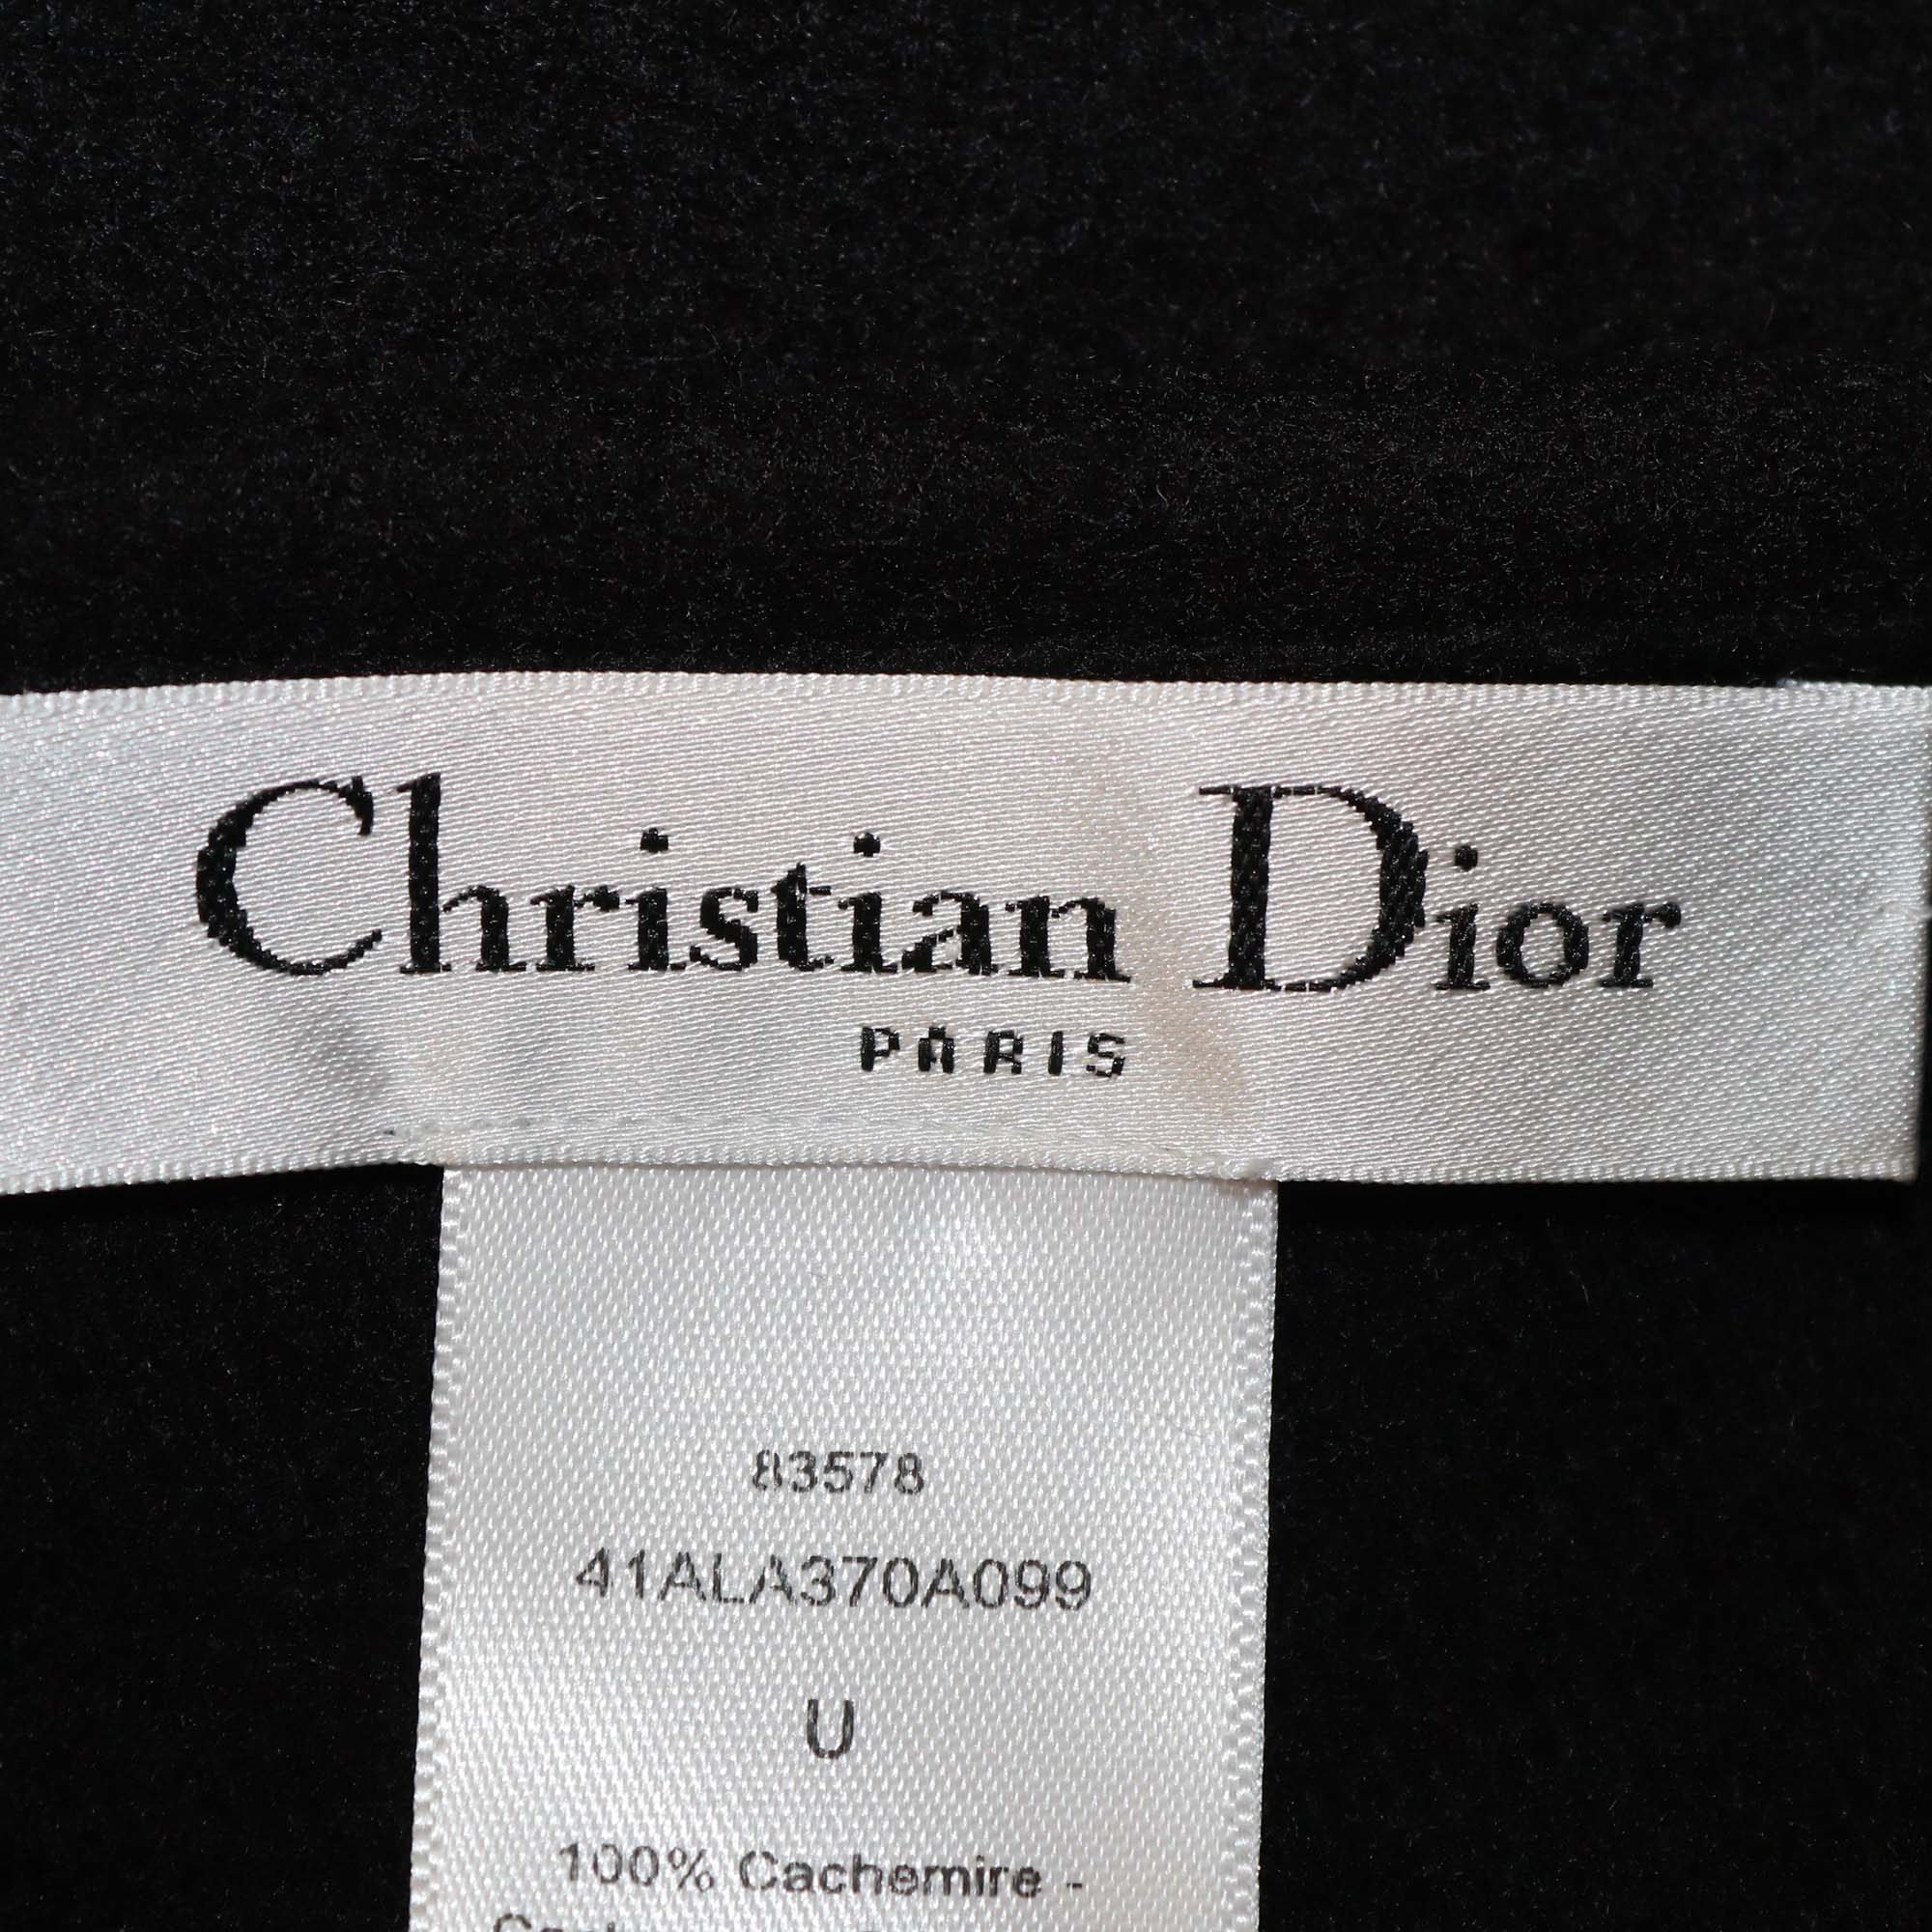 Christian Dior
PARIS
83578
41ALA370A099
U
100% Cachemire -